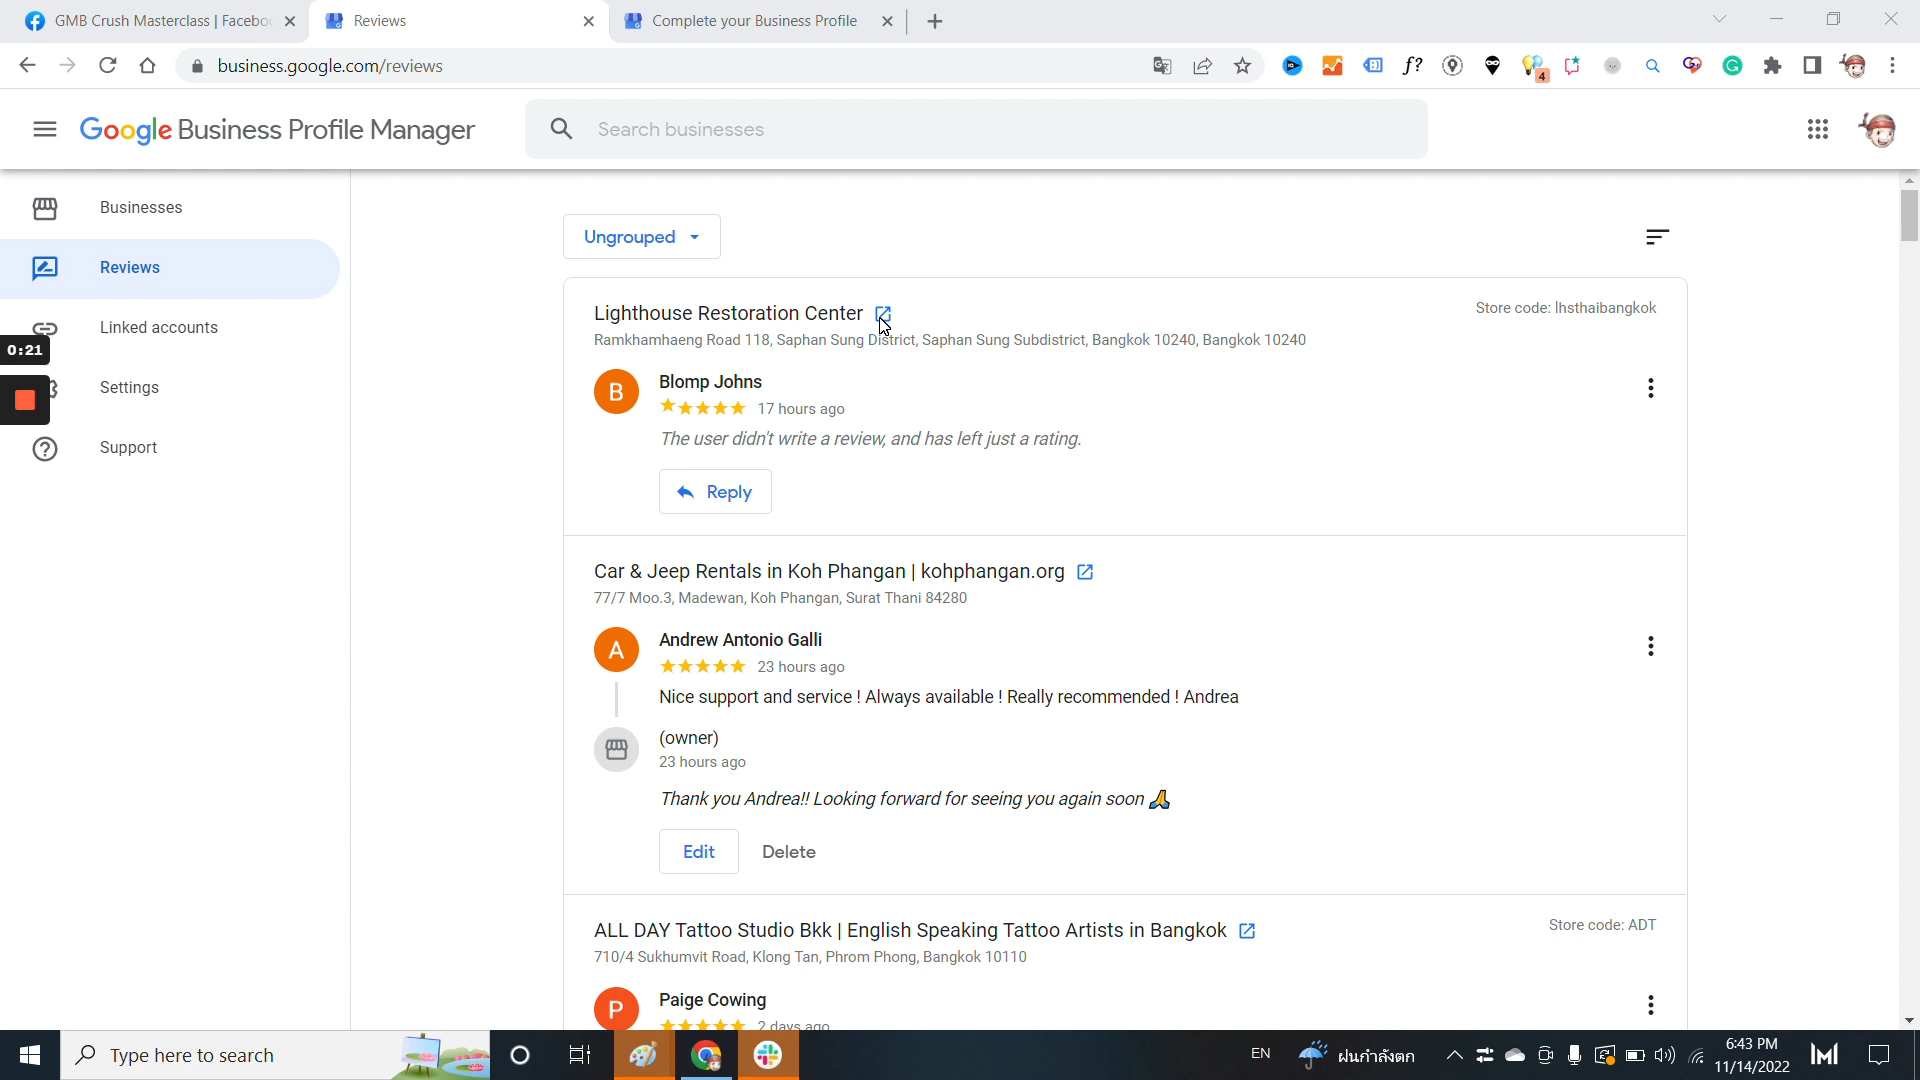 GMB Crush Masterclass | Facebo
Reviews
Complete your Business Profile
business.google.com/reviews
f?
4
Google Business Profile Manager
Search businesses
Businesses
Reviews
Linked accounts
Settings
Support
0:21
Ungrouped
Lighthouse Restoration Center
Store code: lhsthaibangkok
Ramkhamhaeng Road 118, Saphan Sung District, Saphan Sung Subdistrict, Bangkok 10240, Bangkok 10240
B
Blomp Johns
17 hours ago
The user didn't write a review, and has left just a rating.
Reply
Car & Jeep Rentals in Koh Phangan | kohphangan.org
77/7 Moo.3, Madewan, Koh Phangan, Surat Thani 84280
A
Andrew Antonio Galli
23 hours ago
Nice support and service ! Always available ! Really recommended ! Andrea
(owner)
23 hours ago
Thank you Andrea!! Looking forward for seeing you again soon 🙏
Edit
Delete
ALL DAY Tattoo Studio Bkk | English Speaking Tattoo Artists in Bangkok
Store code: ADT
710/4 Sukhumvit Road, Klong Tan, Phrom Phong, Bangkok 10110
P
Paige Cowing
2 days ago
Type here to search
EN
ฝนกำลังตก
6:43 PM
11/14/2022